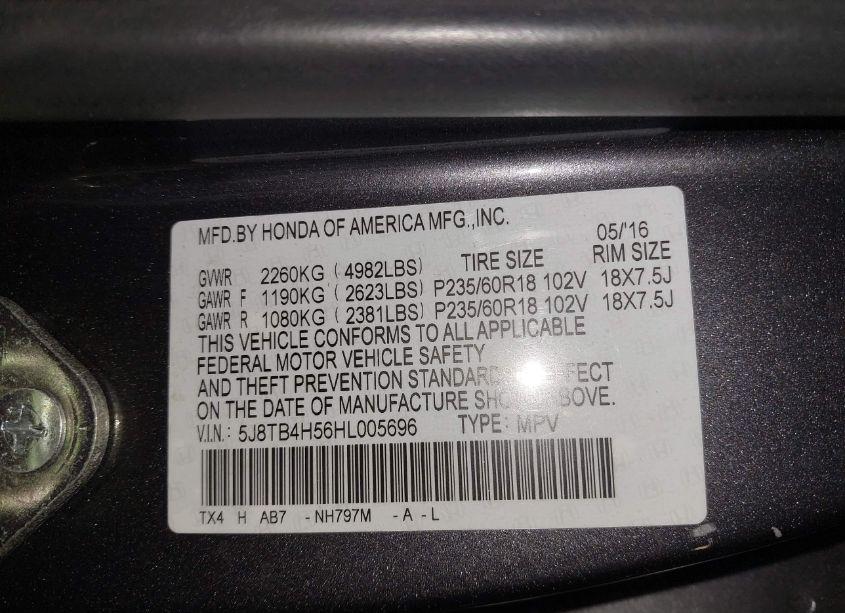 MFD.BY HONDA OF AMERICA MFG.,INC.
05/'16
TIRE SIZE RIM SIZE
GVWR 2260KG ( 4982LBS)
GAWR F 1190KG ( 2623LBS) P235/60R18 102V 18X7.5J
GAWR R 1080KG ( 2381LBS) P235/60R18 102V 18X7.5J
THIS VEHICLE CONFORMS TO ALL APPLICABLE
FEDERAL MOTOR VEHICLE SAFETY
AND THEFT PREVENTION STANDARD
ON THE DATE OF MANUFACTURE ABOVE.
V.I.N.: 5J8TB4H56HL005696 TYPE: MPV
TX4 H AB7 - NH797M - A - L